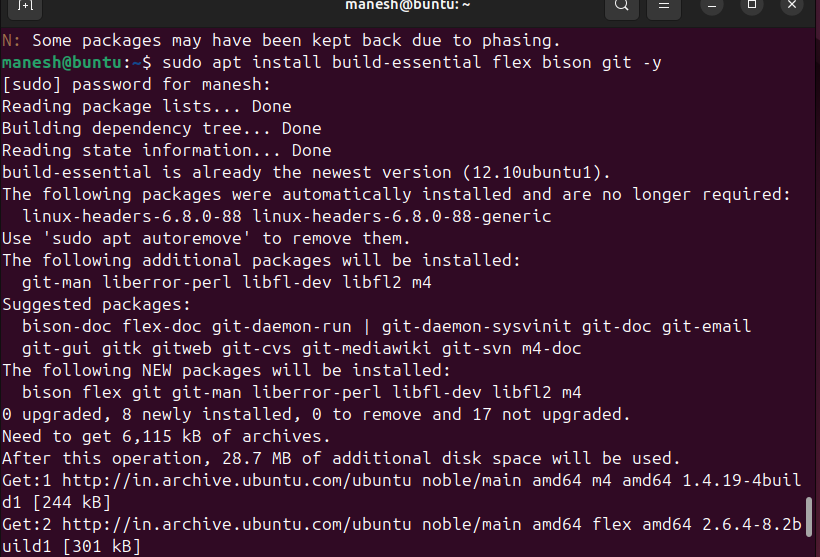 manesh@buntu: ~
N: Some packages may have been kept back due to phasing.
manesh@buntu:~$ sudo apt install build-essential flex bison git -y
[sudo] password for manesh:
Reading package lists... Done
Building dependency tree... Done
Reading state information... Done
build-essential is already the newest version (12.10ubuntu1).
The following packages were automatically installed and are no longer required:
  linux-headers-6.8.0-88 linux-headers-6.8.0-88-generic
Use 'sudo apt autoremove' to remove them.
The following additional packages will be installed:
  git-man liberror-perl libfl-dev libfl2 m4
Suggested packages:
  bison-doc flex-doc git-daemon-run | git-daemon-sysvinit git-doc git-email
  git-gui gitk gitweb git-cvs git-mediawiki git-svn m4-doc
The following NEW packages will be installed:
  bison flex git git-man liberror-perl libfl-dev libfl2 m4
0 upgraded, 8 newly installed, 0 to remove and 17 not upgraded.
Need to get 6,115 kB of archives.
After this operation, 28.7 MB of additional disk space will be used.
Get:1 http://in.archive.ubuntu.com/ubuntu noble/main amd64 m4 amd64 1.4.19-4buil
d1 [244 kB]
Get:2 http://in.archive.ubuntu.com/ubuntu noble/main amd64 flex amd64 2.6.4-8.2b
uild1 [301 kB]